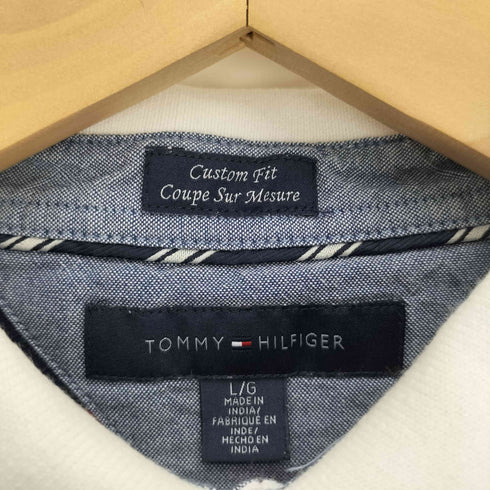 Custom Fit
Coupe Sur Mesure
TOMMY HILFIGER
L/G
MADE IN
INDIA/
FABRIQUÉ EN
INDE/
HECHO EN
INDIA